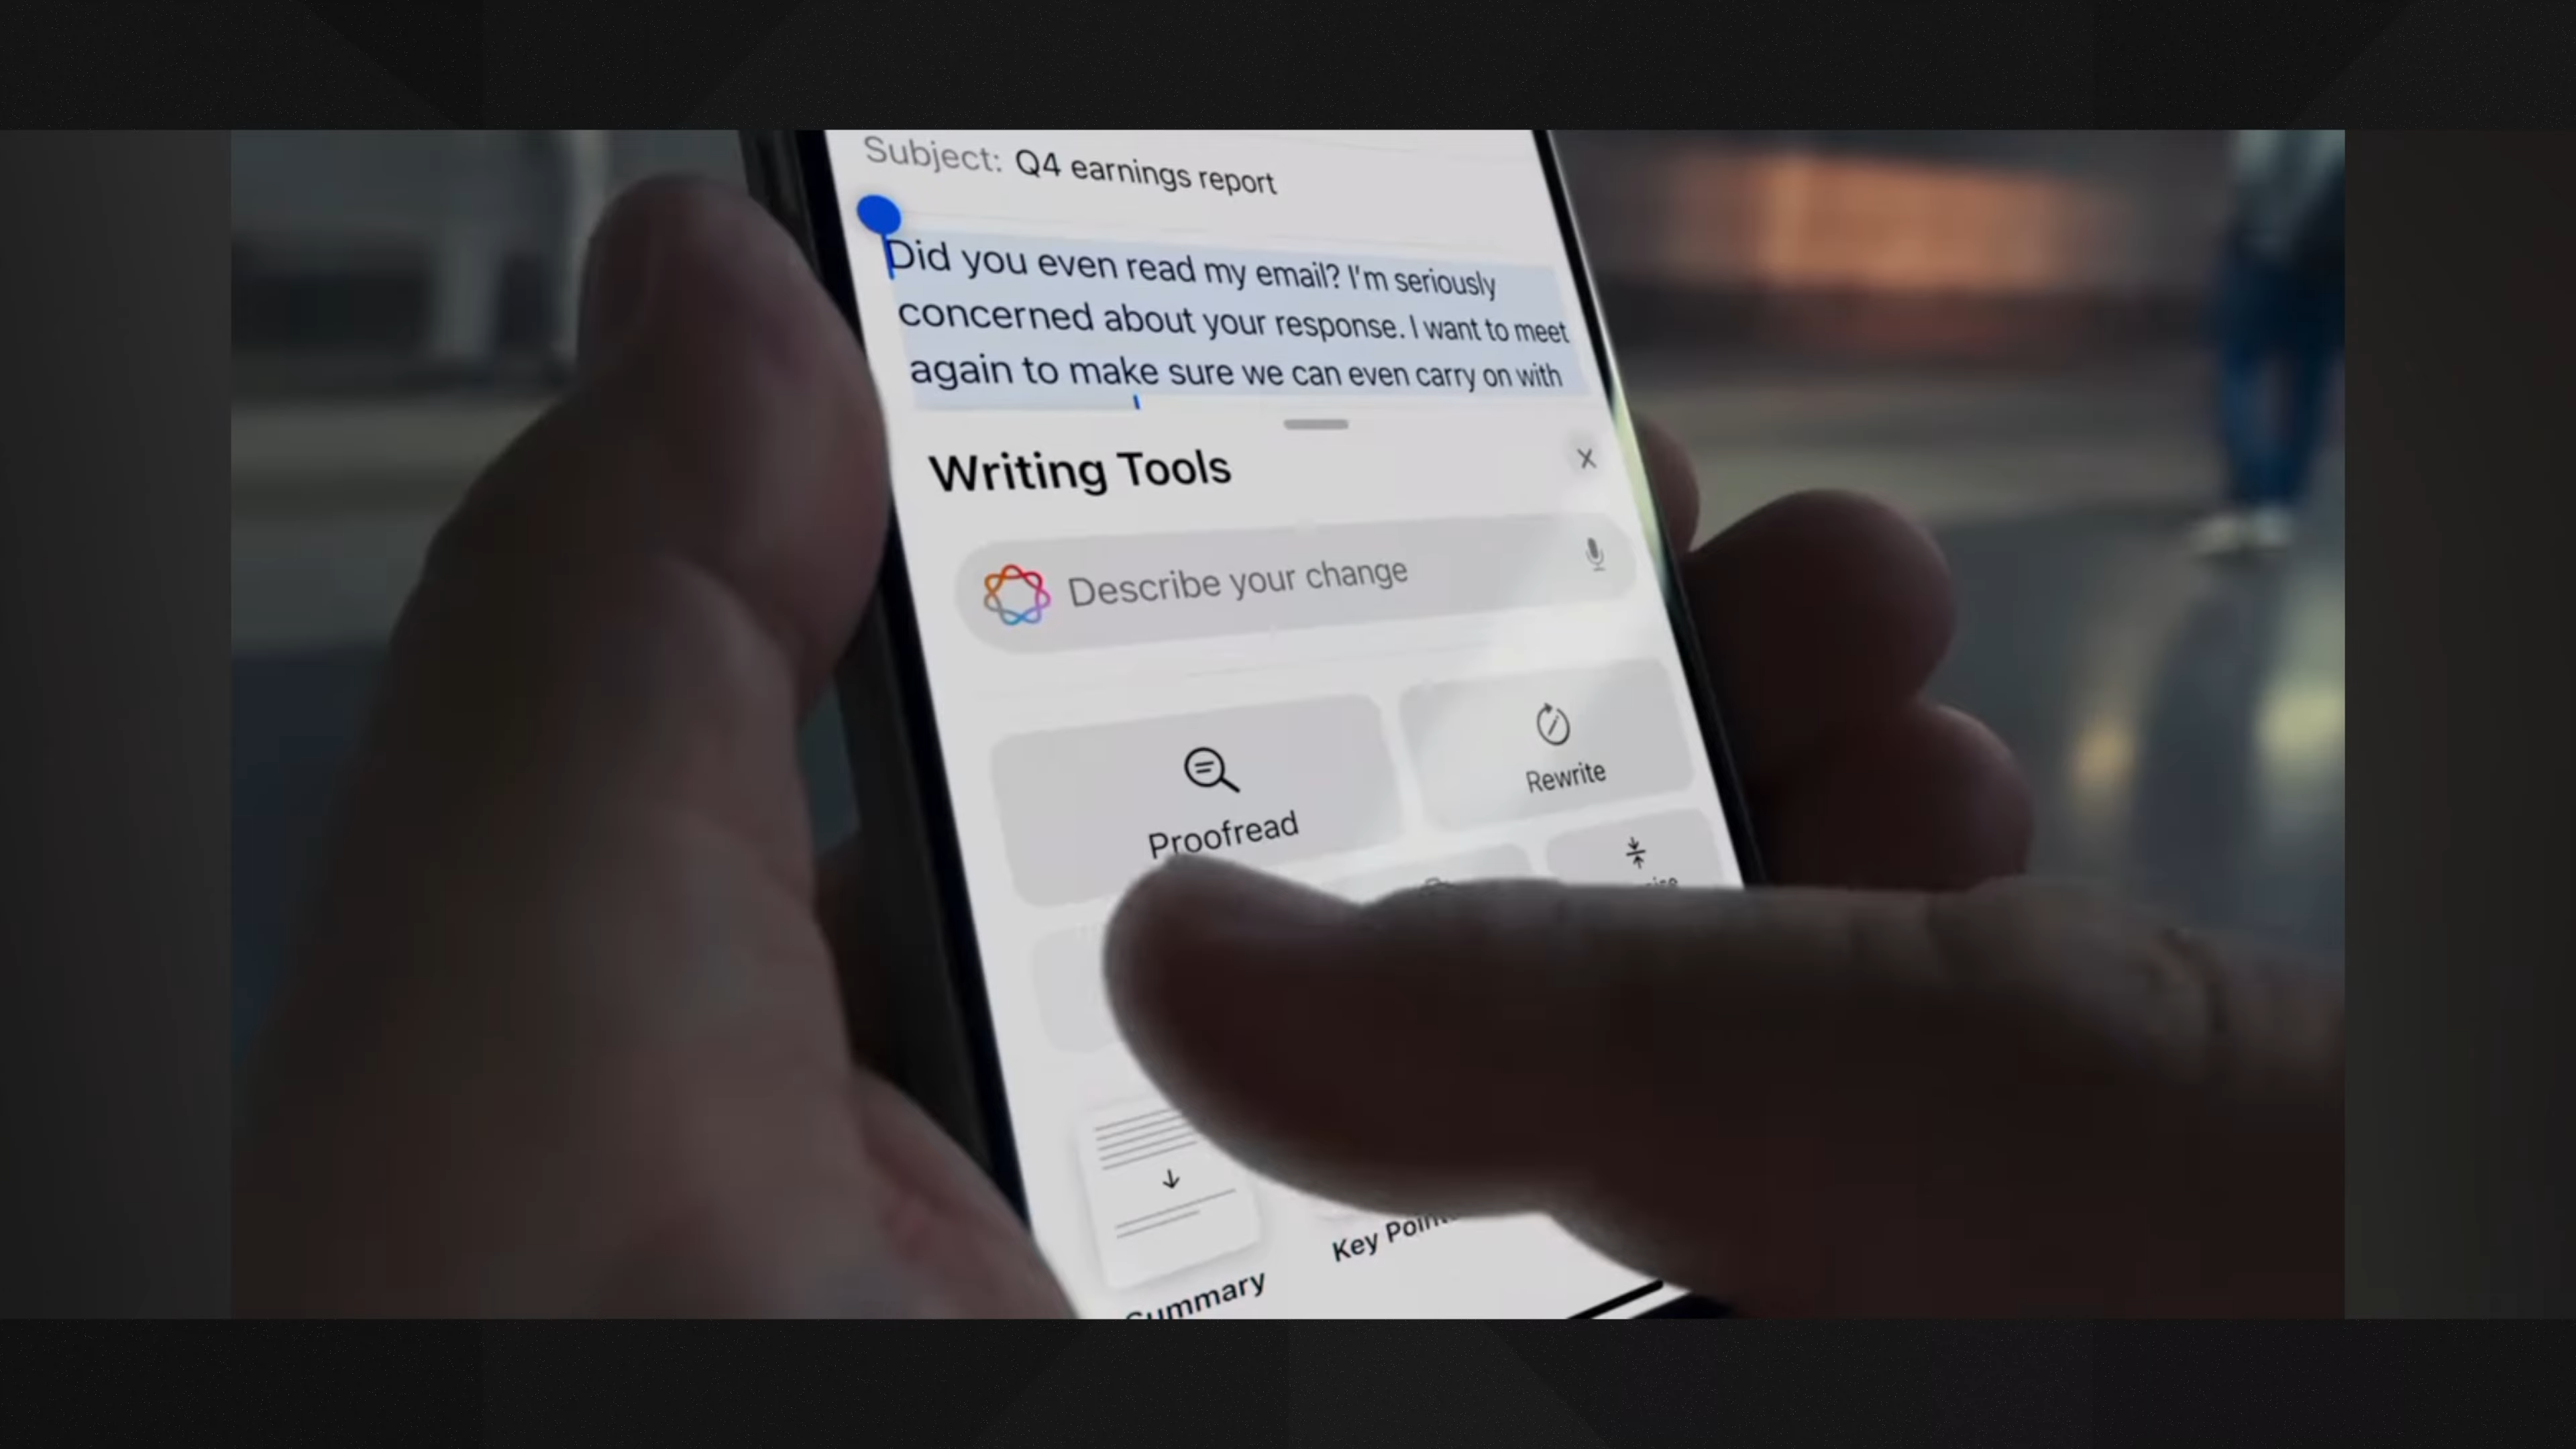 Subject: Q4 earnings report
Did you even read my email? I'm seriously
concerned about your response. I want to meet
again to make sure we can even carry on with
Writing Tools
Describe your change
Proofread
Rewrite
Key
Summary